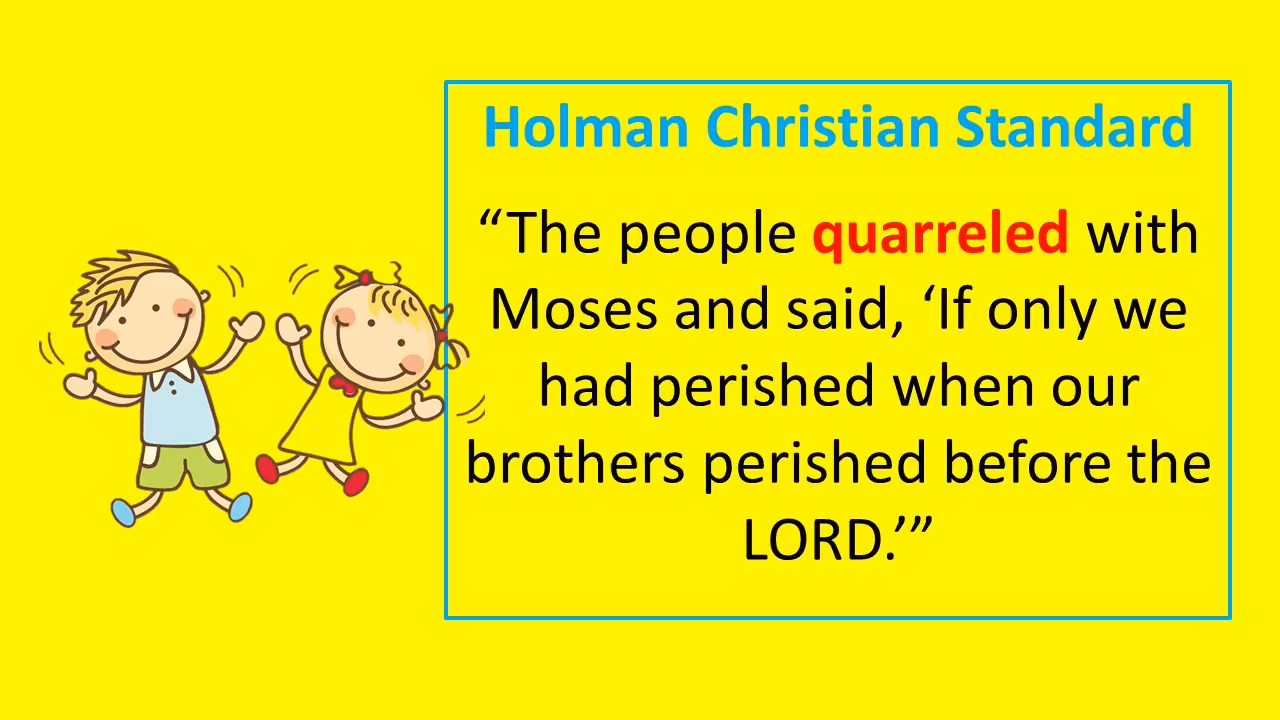 Holman Christian Standard
“The people quarreled with
Moses and said, ‘If only we
had perished when our
brothers perished before the
LORD.’”